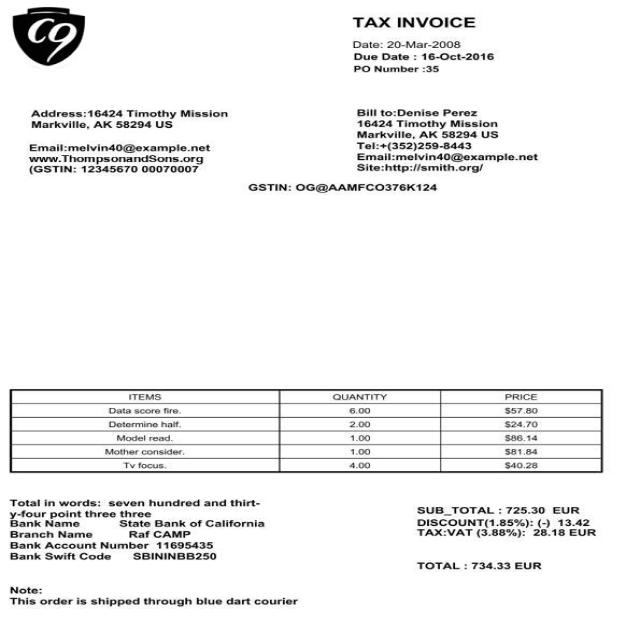 C9
TAX INVOICE
Date: 20-Mar-2008
Due Date : 16-Oct-2016
PO Number :35
Address:16424 Timothy Mission
Markville, AK 58294 US
Email:melvin40@example.net
www.ThompsonandSons.org
(GSTIN: 12345670 00070007
Bill to:Denise Perez
16424 Timothy Mission
Markville, AK 58294 US
Tel:+(352)259-8443
Email:melvin40@example.net
Site:http://smith.org/
GSTIN: OG@AAMFCO376K124
ITEMS QUANTITY PRICE
Data score fire. 6.00 $57.80
Determine half. 2.00 $24.70
Model read. 1.00 $86.14
Mother consider. 1.00 $81.84
Tv focus. 4.00 $40.28
Total in words: seven hundred and thirt-
y-four point three three
Bank Name State Bank of California
Branch Name Raf CAMP
Bank Account Number 11695435
Bank Swift Code SBININBB250
SUB_TOTAL : 725.30 EUR
DISCOUNT(1.85%): (-) 13.42
TAX:VAT (3.88%): 28.18 EUR
TOTAL : 734.33 EUR
Note:
This order is shipped through blue dart courier